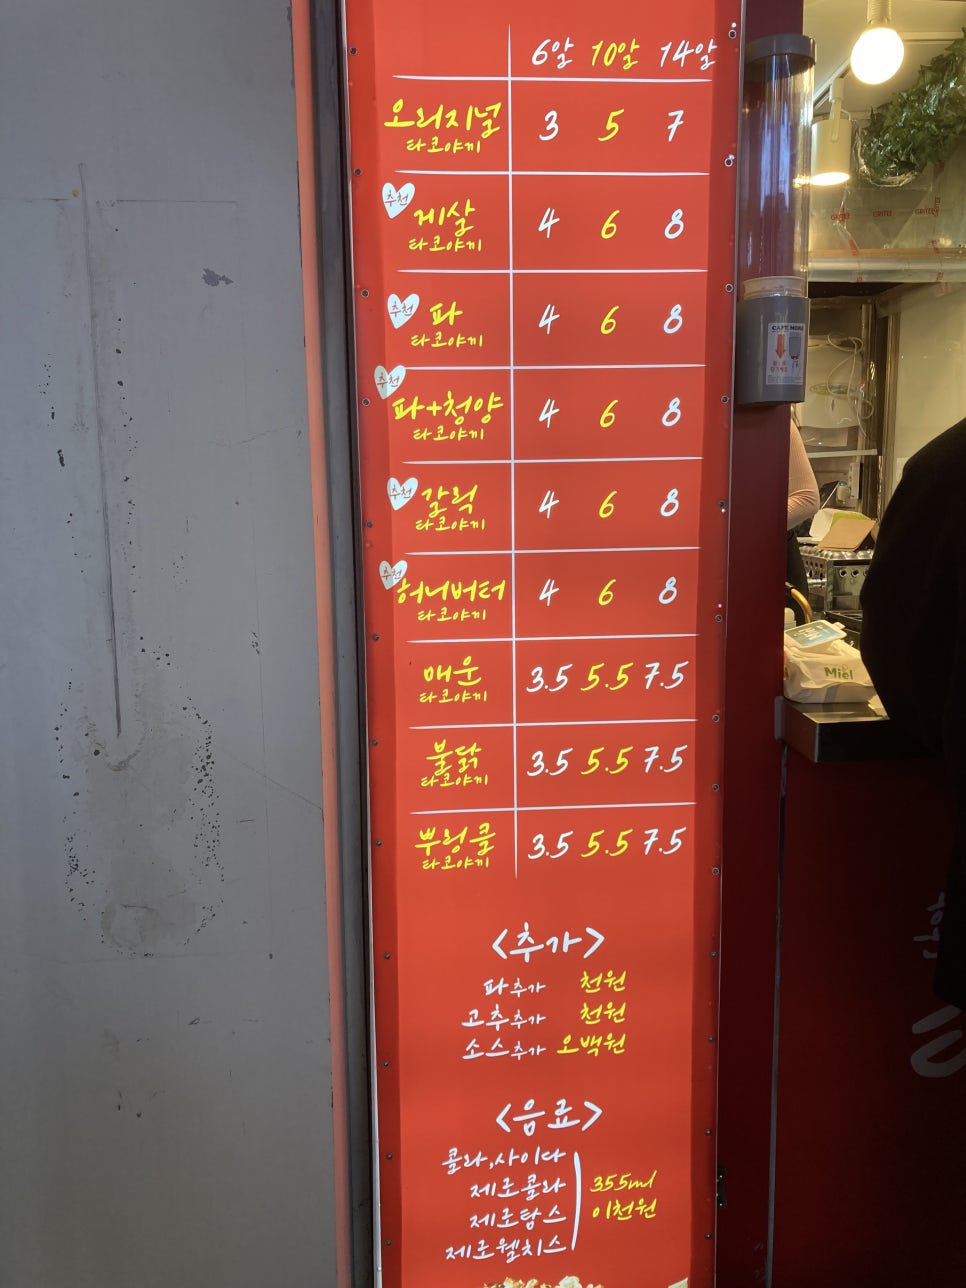 6알 10알 14알
오리지널
타코야끼
3 5 7
추천
게살
타코야끼
4 6 8
추천
파
타코야끼
4 6 8
추천
파+청양
타코야끼
4 6 8
추천
갈릭
타코야끼
4 6 8
추천
허니버터
타코야끼
4 6 8
매운
타코야끼
3.5 5.5 7.5
불닭
타코야끼
3.5 5.5 7.5
뿌링클
타코야끼
3.5 5.5 7.5
<추가>
파추가 천원
고추추가 천원
소스추가 오백원
<음료>
콜라,사이다
제로콜라
제로탐스
제로웰치스
355ml
이천원
Miel